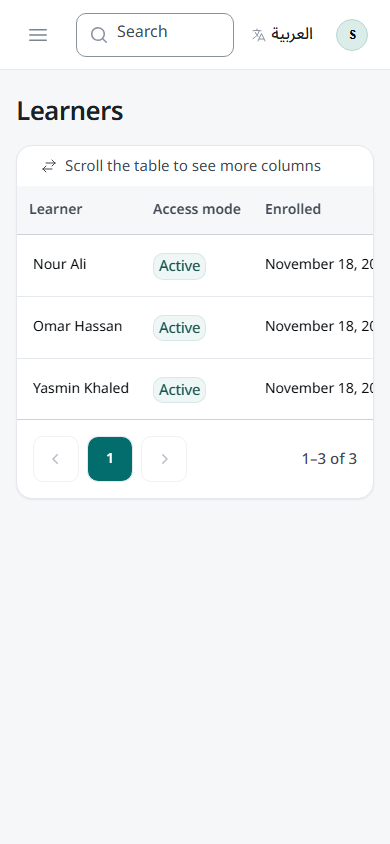 Search
العربية
S
Learners
Scroll the table to see more columns
Learner Access mode Enrolled
Nour Ali Active November 18, 20
Omar Hassan Active November 18, 20
Yasmin Khaled Active November 18, 20
1 1–3 of 3